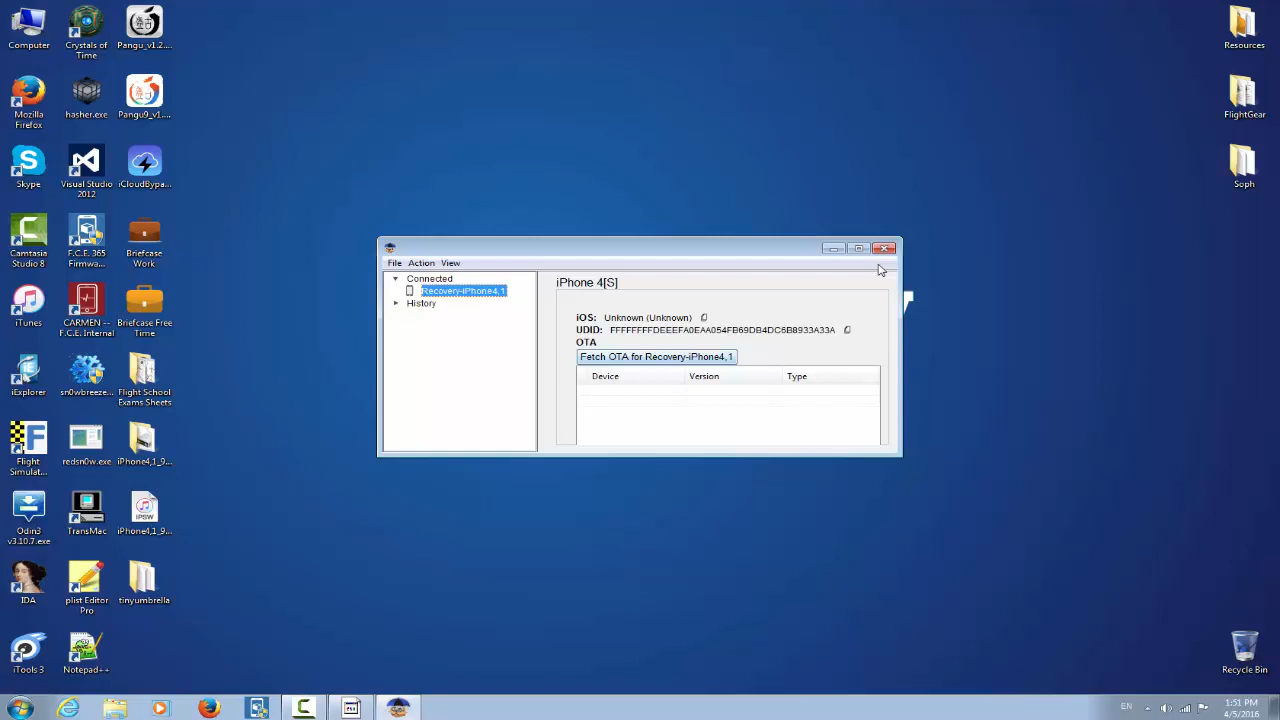 Computer
Crystals of
Time
Pangu_v1.2....
Mozilla
Firefox
hasher.exe
Pangu9_v1....
Skype
Visual Studio
2012
iCloudBypa...
Camtasia
Studio 8
F.C.E. 365
Firmwa...
Briefcase
Work
iTunes
CARMEN --
F.C.E. Internal
Briefcase Free
Time
iExplorer
sn0wbreeze...
Flight School
Exams Sheets
Flight
Simulat...
redsn0w.exe
iPhone4,1_9...
Odin3
v3.10.7.exe
TransMac
IPSW
iPhone4,1_9...
IDA
plist Editor
Pro
tinyumbrella
iTools 3
Notepad++
File Action View
Connected
Recovery-iPhone4,1
History
iPhone 4[S]
iOS: Unknown (Unknown)
UDID: FFFFFFFFDEEEFA0EAA054FB69DB4DC6B8933A33A
OTA
Fetch OTA for Recovery-iPhone4,1
Device Version Type
Resources
FlightGear
Soph
Recycle Bin
EN
1:51 PM
4/5/2016